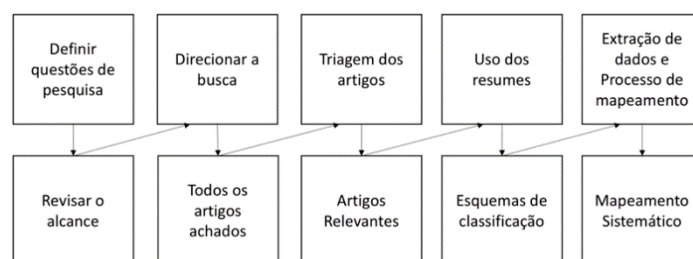 Definir
questões de
pesquisa
Direcionar a
busca
Triagem dos
artigos
Uso dos
resumes
Extração de
dados e
Processo de
mapeamento
Revisar o
alcance
Todos os
artigos
achados
Artigos
Relevantes
Esquemas de
classificação
Mapeamento
Sistemático